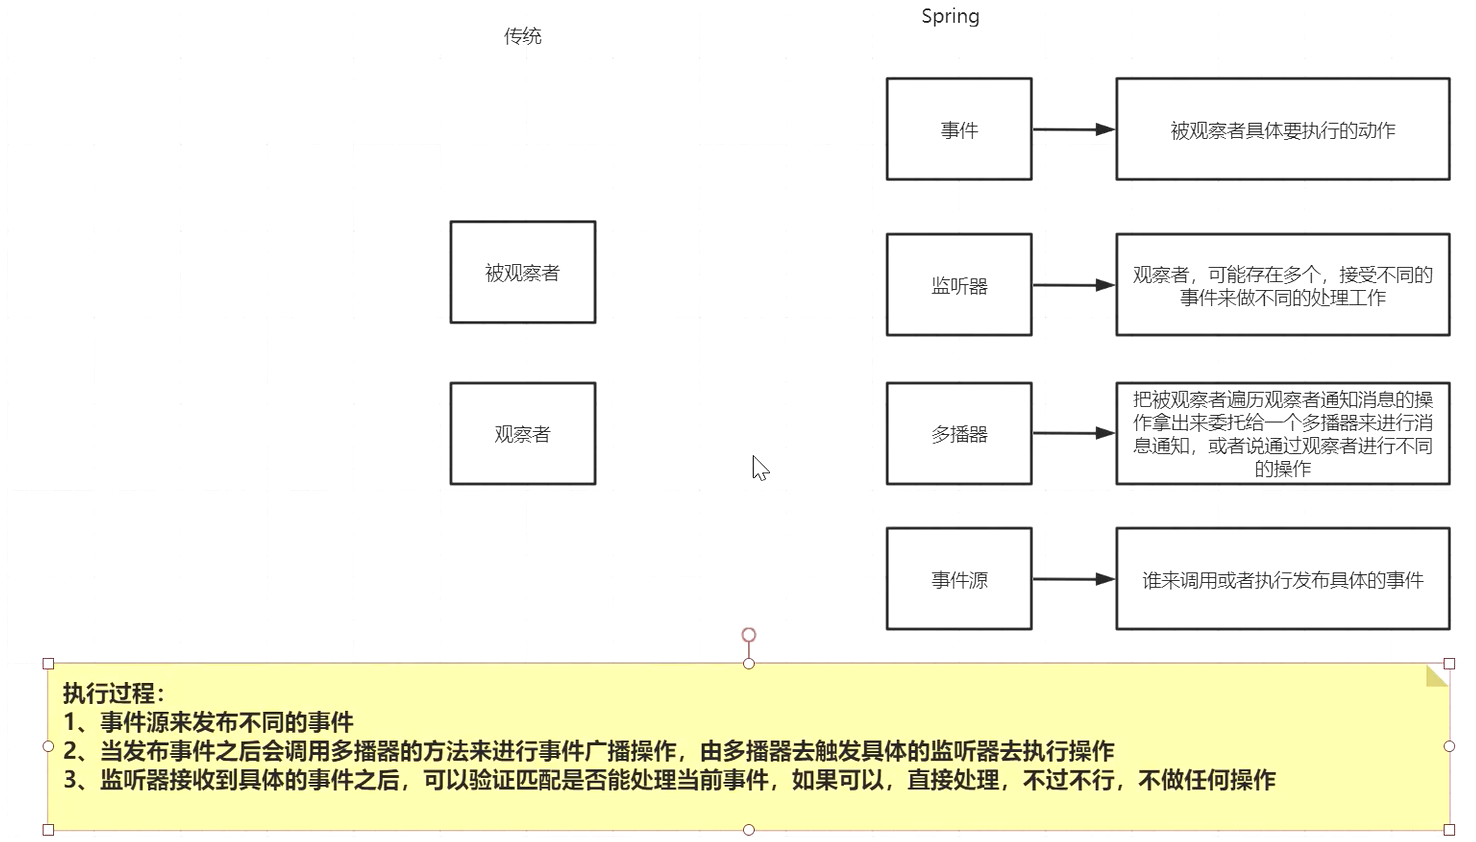 传统
Spring
事件
被观察者具体要执行的动作
被观察者
监听器
观察者，可能存在多个，接受不同的
事件来做不同的处理工作
观察者
多播器
把被观察者遍历观察者通知消息的操
作拿出来委托给一个多播器来进行消
息通知，或者说通过观察者进行不同
的操作
事件源
谁来调用或者执行发布具体的事件
执行过程：
1、事件源来发布不同的事件
2、当发布事件之后会调用多播器的方法来进行事件广播操作，由多播器去触发具体的监听器去执行操作
3、监听器接收到具体的事件之后，可以验证匹配是否能处理当前事件，如果可以，直接处理，不过不行，不做任何操作